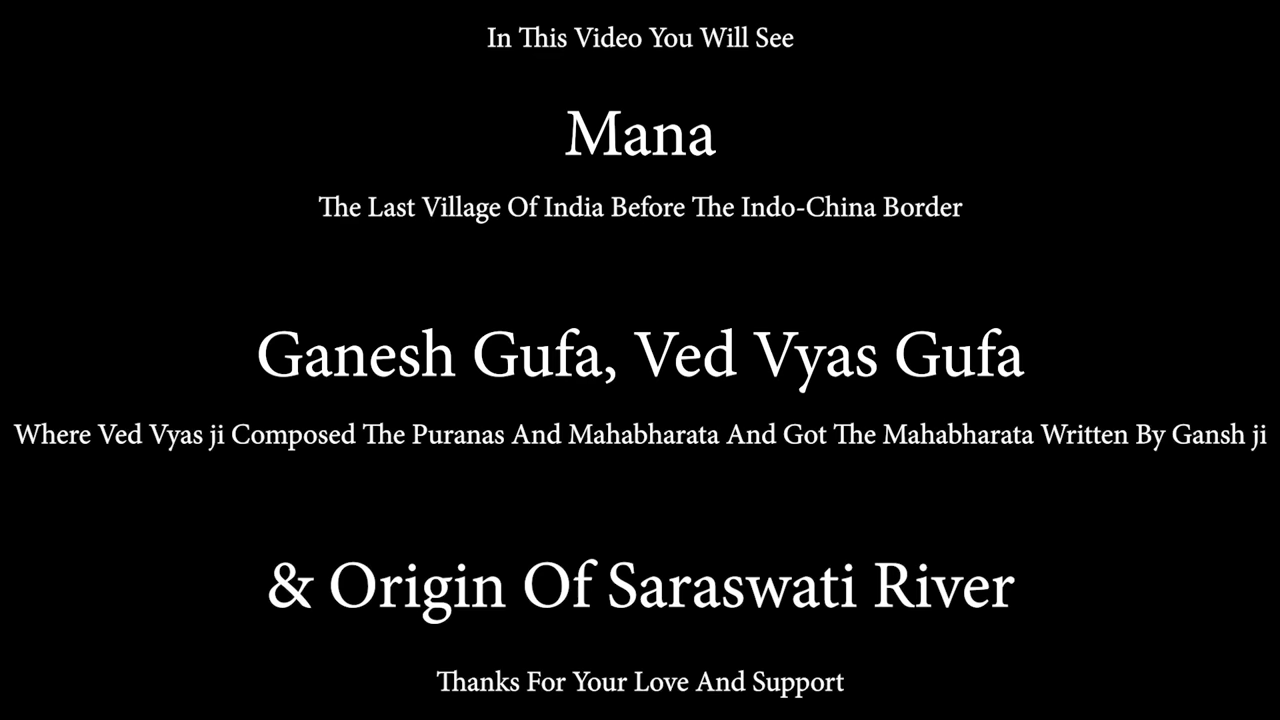 In This Video You Will See
Mana
The Last Village Of India Before The Indo-China Border
Ganesh Gufa, Ved Vyas Gufa
Where Ved Vyas ji Composed The Puranas And Mahabharata And Got The Mahabharata Written By Gansh ji
& Origin Of Saraswati River
Thanks For Your Love And Support